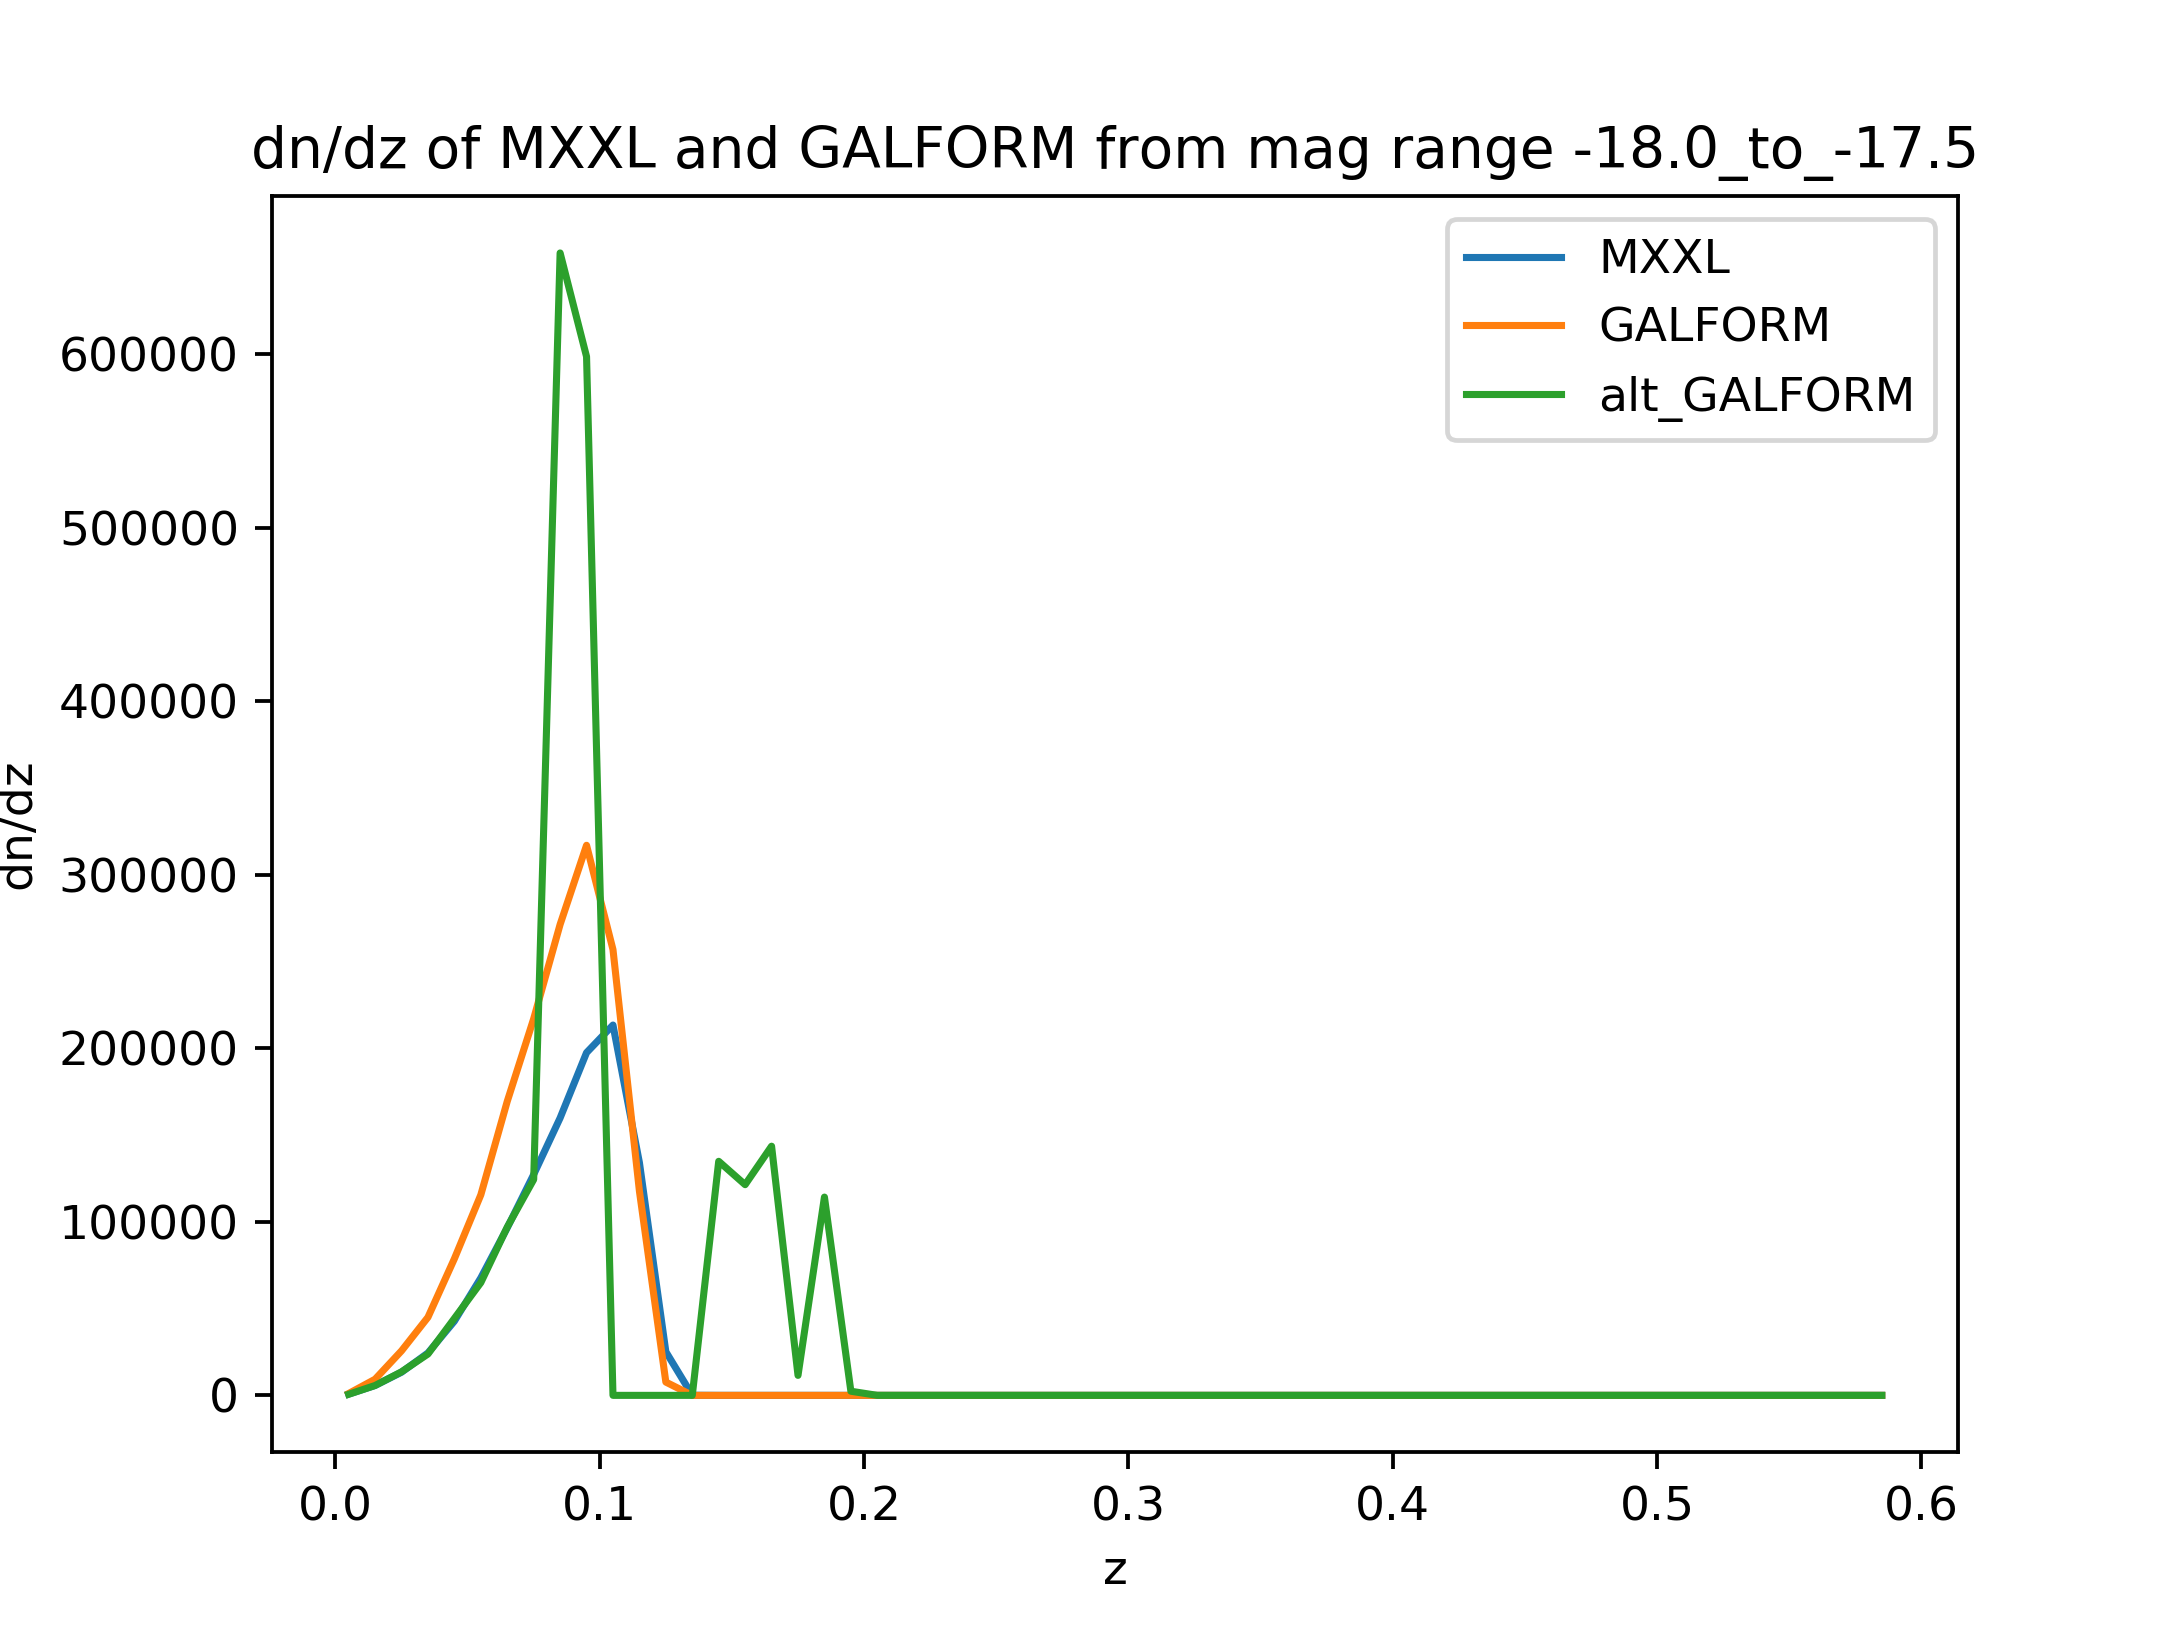 dn/dz of MXXL and GALFORM from mag range -18.0_to_-17.5
MXXL
GALFORM
alt_GALFORM
600000
500000
400000
300000
200000
100000
0
dn/dz
0.0 0.1 0.2 0.3 0.4 0.5 0.6
z